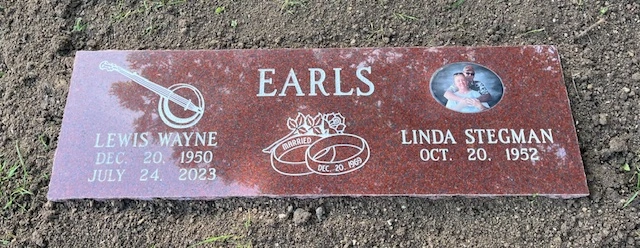 EARLS
LEWIS WAYNE
DEC. 20, 1950
JULY 24, 2023
MARRIED
DEC. 20, 1969
LINDA STEGMAN
OCT. 20, 1952